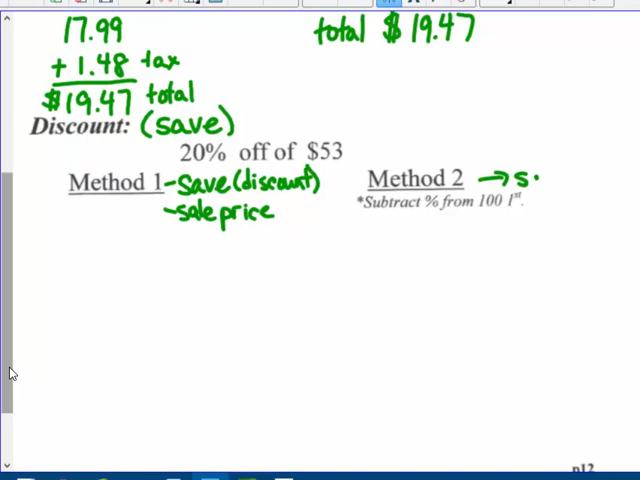 17.99
+ 1.48 tax
$19.47 total
total $19.47
Discount: (save)
20% off of $53
Method 1 -Save (discount)
-sale price
Method 2 → s
*Subtract % from 100 1st.
p12